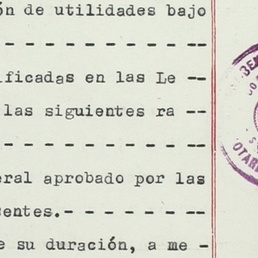 ón de utilidades bajo
- - - - - - - - - - -
ificadas en las Le --
las siguientes ra --
- - - - - - - - - - -
eral aprobado por las
entes.- - - - - - - -
e su duración, a me -